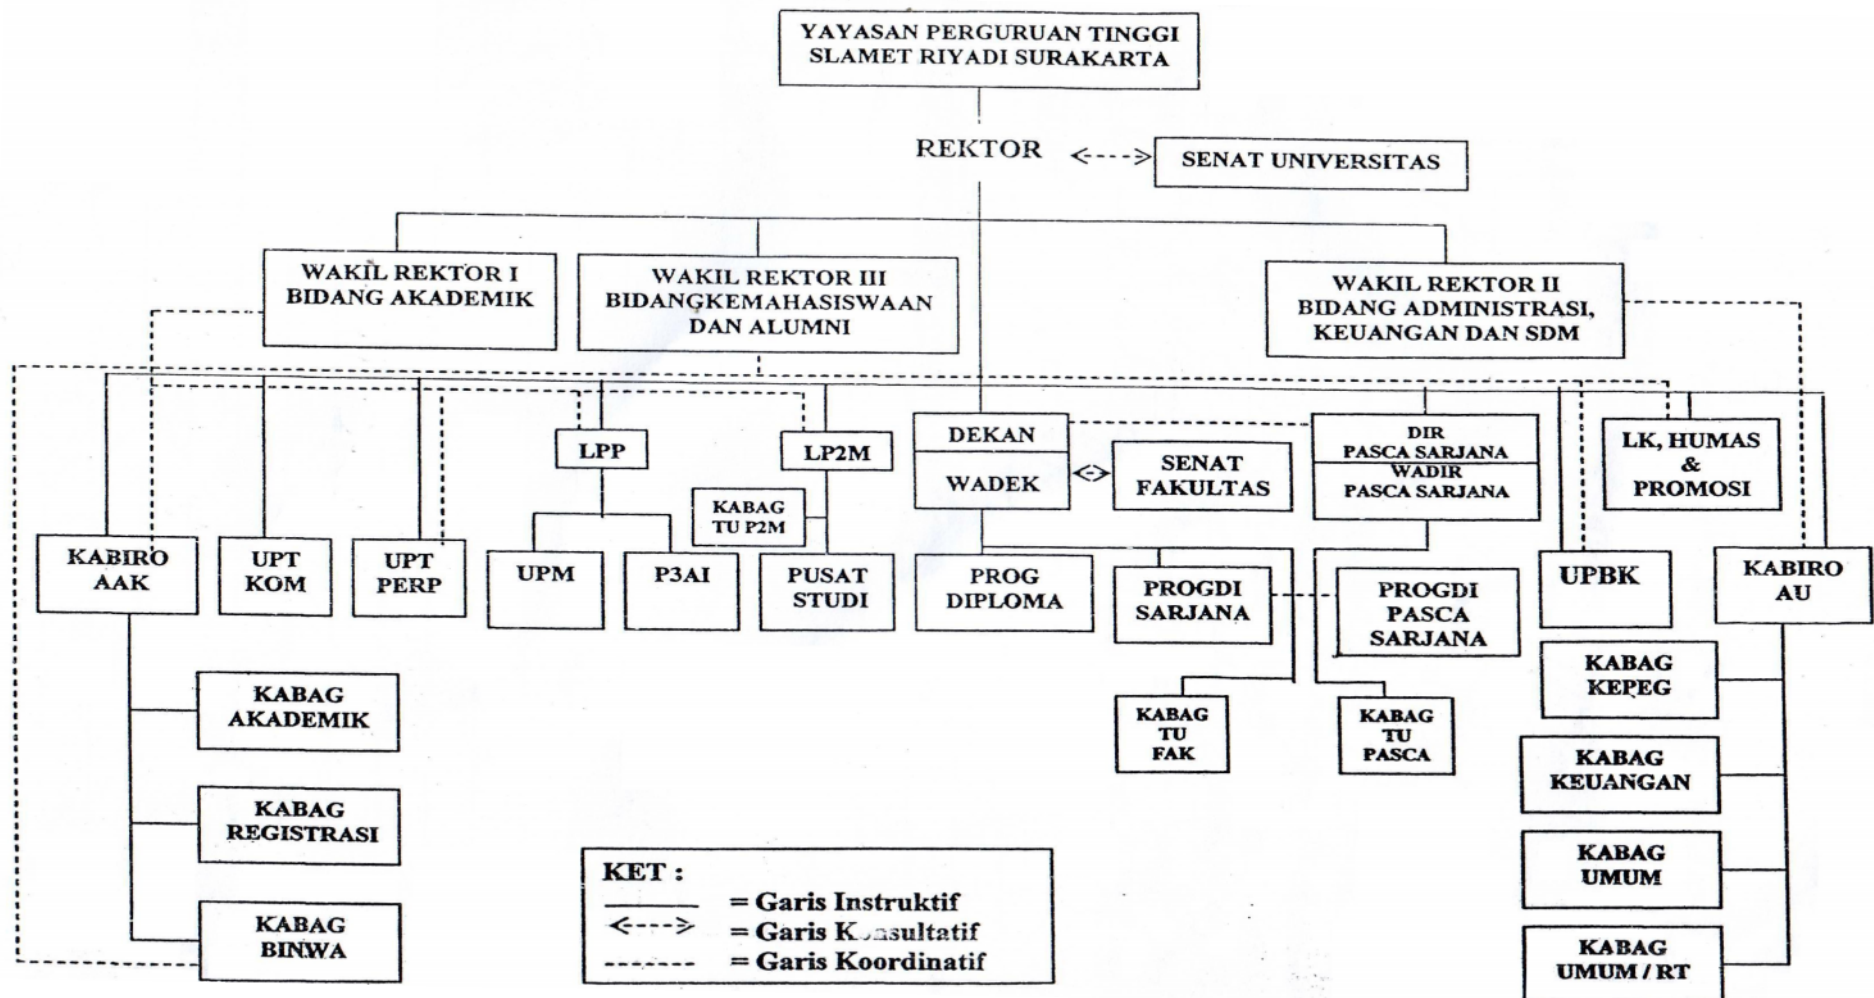 YAYASAN PERGURUAN TINGGI
SLAMET RIYADI SURAKARTA
REKTOR
SENAT UNIVERSITAS
WAKIL REKTOR I
BIDANG AKADEMIK
WAKIL REKTOR III
BIDANGKEMAHASISWAAN
DAN ALUMNI
WAKIL REKTOR II
BIDANG ADMINISTRASI,
KEUANGAN DAN SDM
LPP
LP2M
KABAG
TU P2M
DEKAN
WADEK
SENAT
FAKULTAS
DIR
PASCA SARJANA
WADIR
PASCA SARJANA
LK, HUMAS
&
PROMOSI
KABIRO
AAK
UPT
KOM
UPT
PERP
UPM
P3AI
PUSAT
STUDI
PROG
DIPLOMA
PROGDI
SARJANA
PROGDI
PASCA
SARJANA
UPBK
KABIRO
AU
KABAG
AKADEMIK
KABAG
REGISTRASI
KABAG
BINWA
KABAG
TU
FAK
KABAG
TU
PASCA
KABAG
KEPEG
KABAG
KEUANGAN
KABAG
UMUM
KABAG
UMUM / RT
KET :
= Garis Instruktif
= Garis Konsultatif
= Garis Koordinatif